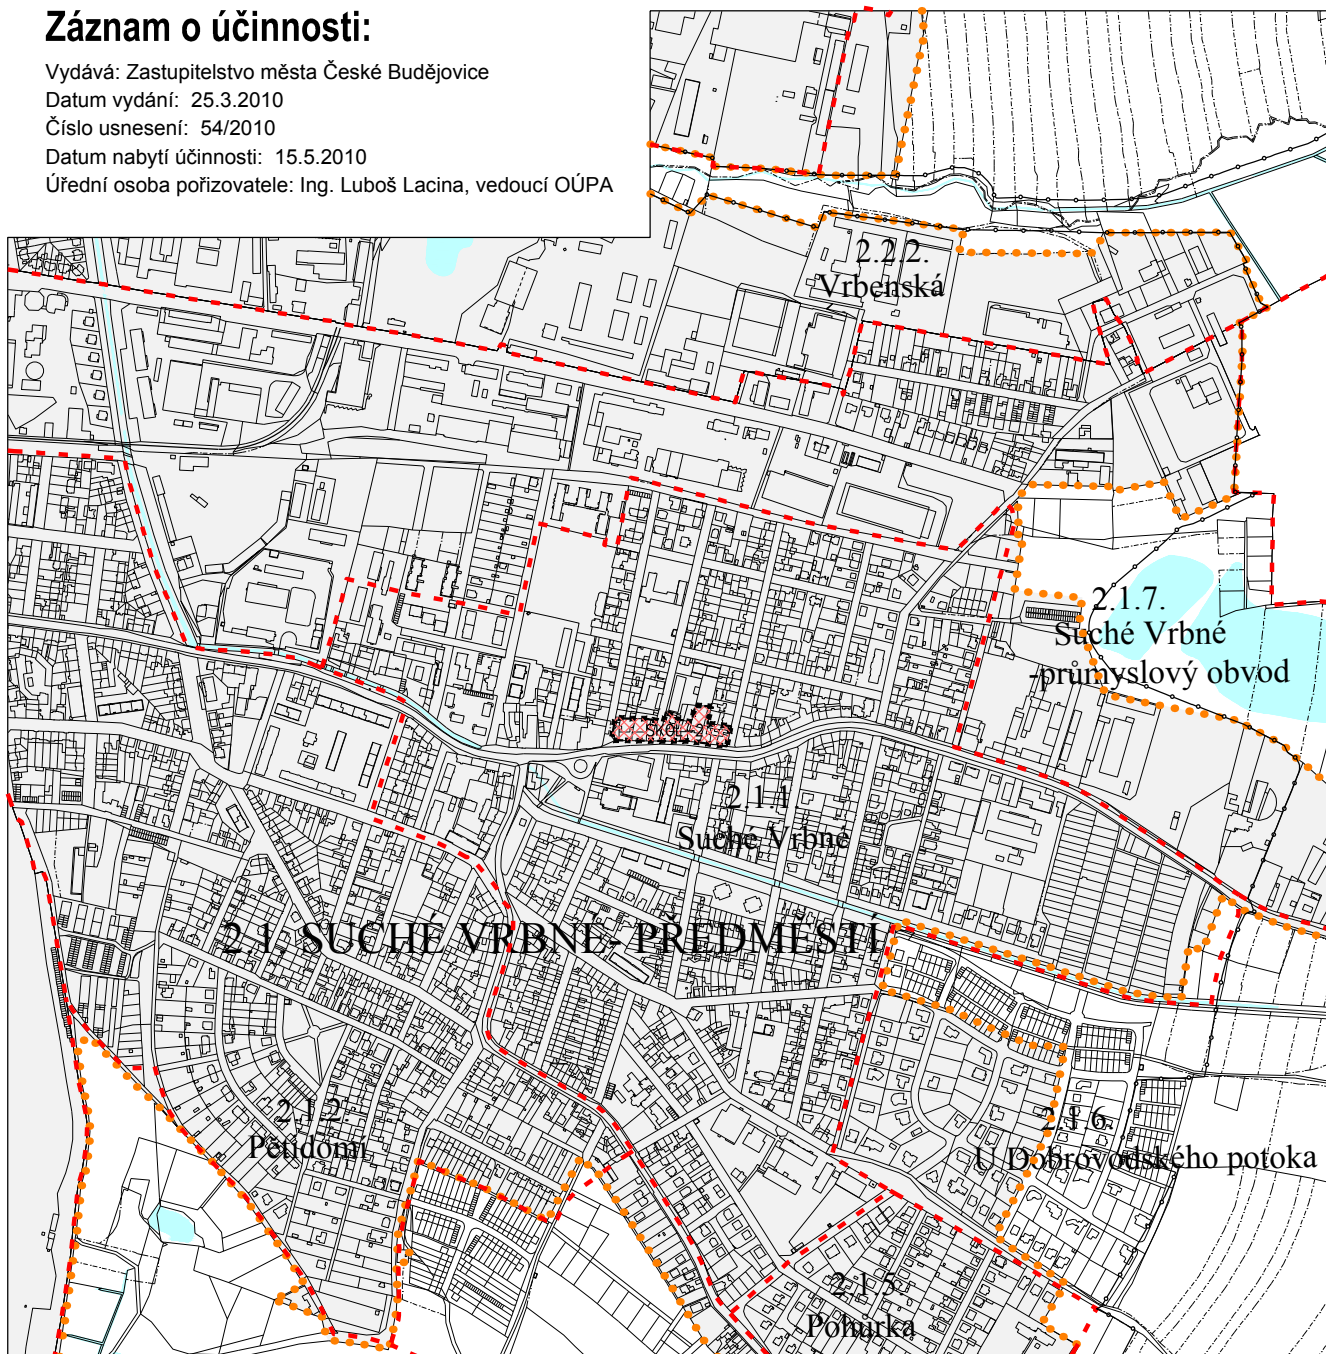 Záznam o účinnosti:
Vydává: Zastupitelstvo města České Budějovice
Datum vydání: 25.3.2010
Číslo usnesení: 54/2010
Datum nabytí účinnosti: 15.5.2010
Úřední osoba pořizovatele: Ing. Luboš Lacina, vedoucí OÚPA
2.2.2.
Vrbenská
2.1.7.
Suché Vrbné
-průmyslový obvod
2.1.1
Suché Vrbné
2.1. SUCHÉ VRBNÉ- PŘEDMĚSTÍ
2.1.2
Pětidomí
2.1.6.
U Dobrovodského potoka
2.1.5.
Pohůrka